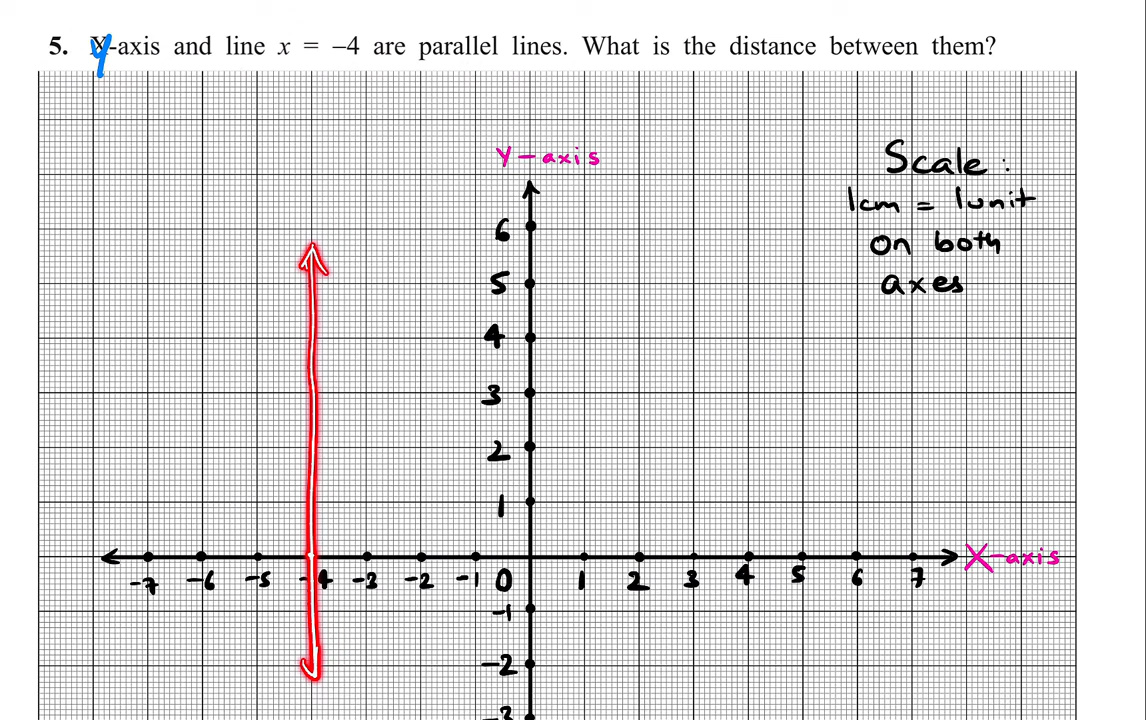 5. Y-axis and line x = –4 are parallel lines. What is the distance between them?
Y-axis
Scale:
1cm = 1unit
on both
axes
6
5
4
3
2
1
-7 -6 -5 -4 -3 -2 -1 0 1 2 3 4 5 6 7
X-axis
-1
-2
-3